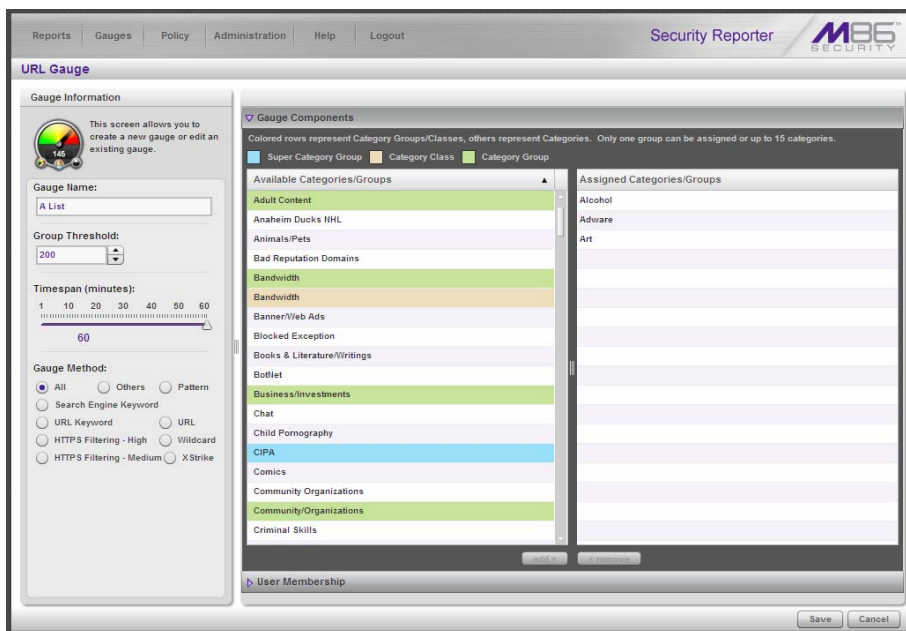 Reports Gauges Policy Administration Help Logout
Security Reporter
M86
SECURITY
URL Gauge
Gauge Information
This screen allows you to
create a new gauge or edit an
existing gauge.
145
Gauge Name:
A List
Group Threshold:
200
Timespan (minutes):
1 10 20 30 40 50 60
60
Gauge Method:
All Others Pattern
Search Engine Keyword
URL Keyword URL
HTTPS Filtering - High Wildcard
HTTPS Filtering - Medium XStrike
Gauge Components
Colored rows represent Category Groups/Classes, others represent Categories. Only one group can be assigned or up to 15 categories.
Super Category Group Category Class Category Group
Available Categories/Groups
Adult Content
Anaheim Ducks NHL
Animals/Pets
Bad Reputation Domains
Bandwidth
Bandwidth
Banner/Web Ads
Blocked Exception
Books & Literature/Writings
BotNet
Business/Investments
Chat
Child Pornography
CIPA
Comics
Community Organizations
Community/Organizations
Criminal Skills
Assigned Categories/Groups
Alcohol
Adware
Art
add > < remove
User Membership
Save Cancel